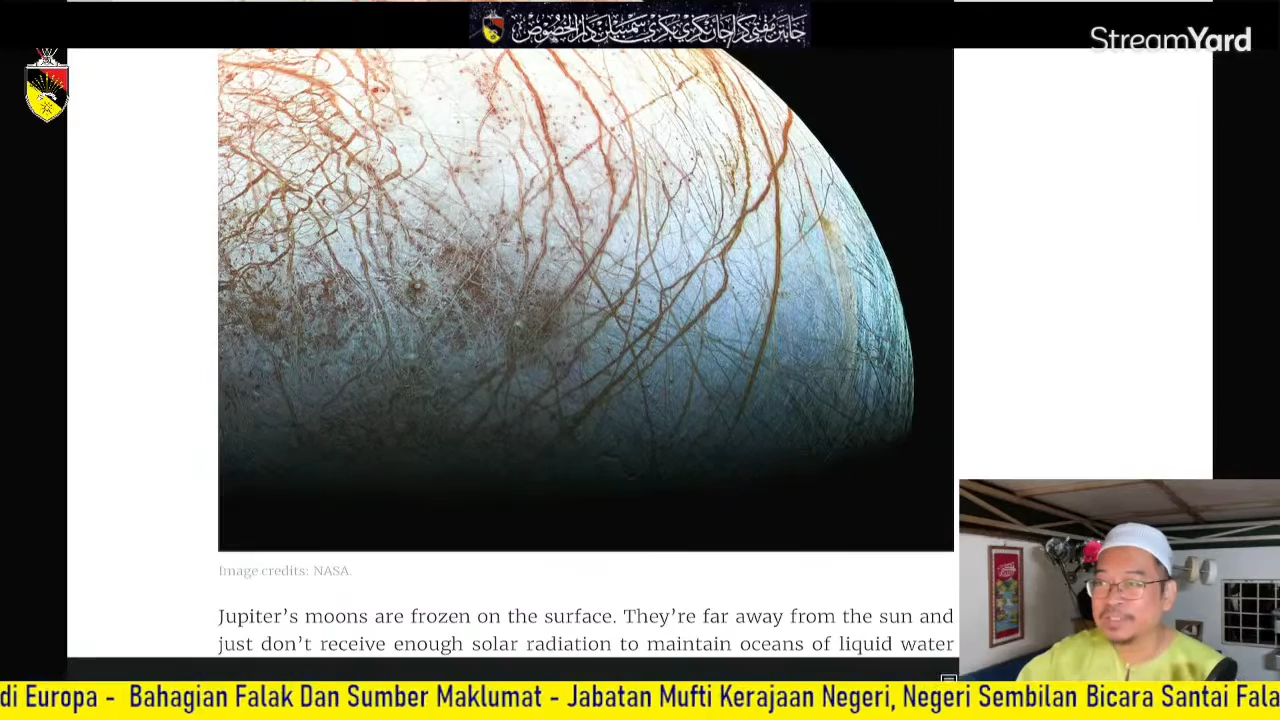 StreamYard
Image credits: NASA.
Jupiter’s moons are frozen on the surface. They’re far away from the sun and
just don’t receive enough solar radiation to maintain oceans of liquid water
di Europa - Bahagian Falak Dan Sumber Maklumat - Jabatan Mufti Kerajaan Negeri, Negeri Sembilan Bicara Santai Fala